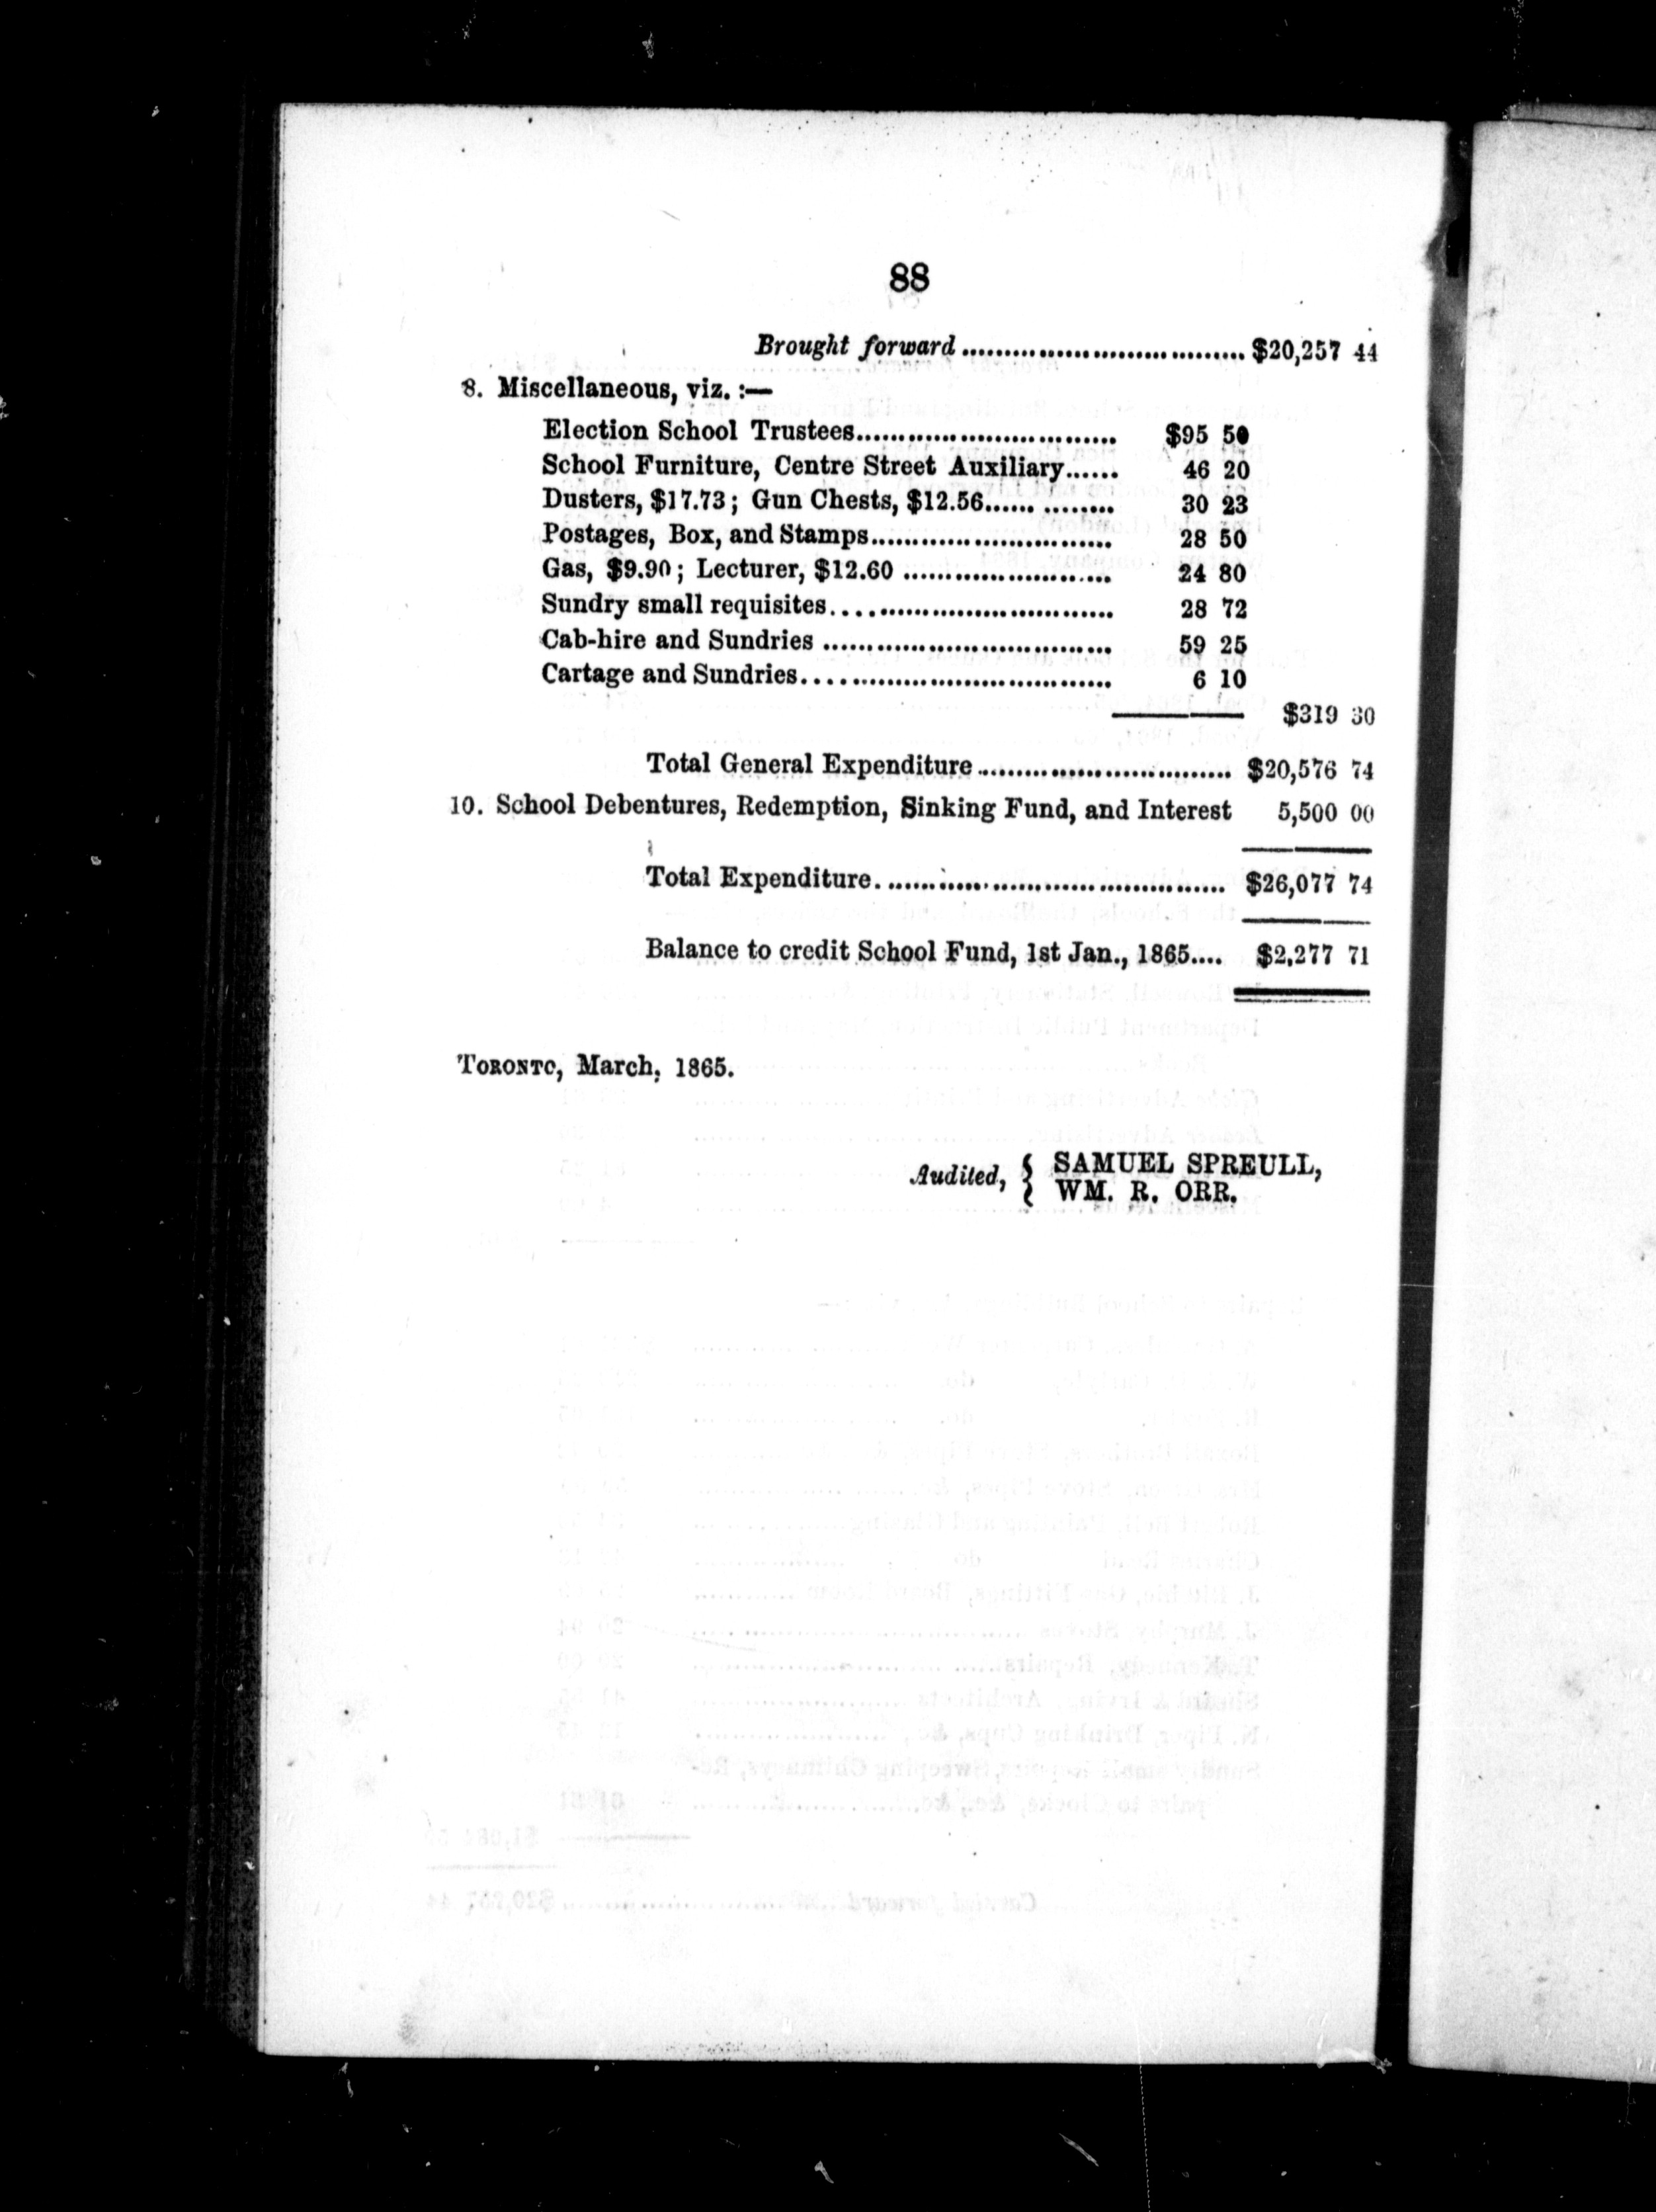 88
Brought forward .................................. $20,257 44
8. Miscellaneous, viz. :—
Election School Trustees............................... $95 50
School Furniture, Centre Street Auxiliary...... 46 20
Dusters, $17.73; Gun Chests, $12.56...... ......... 30 23
Postages, Box, and Stamps............................. 28 50
Gas, $9.90; Lecturer, $12.60 ......................... 24 80
Sundry small requisites.................................. 28 72
Cab-hire and Sundries ................................... 59 25
Cartage and Sundries..................................... 6 10
$319 30
Total General Expenditure.............................. $20,576 74
10. School Debentures, Redemption, Sinking Fund, and Interest 5,500 00
Total Expenditure.......................................... $26,077 74
Balance to credit School Fund, 1st Jan., 1865.... $2,277 71
TORONTO, March, 1865.
Audited, { SAMUEL SPREULL,
WM. R. ORR.